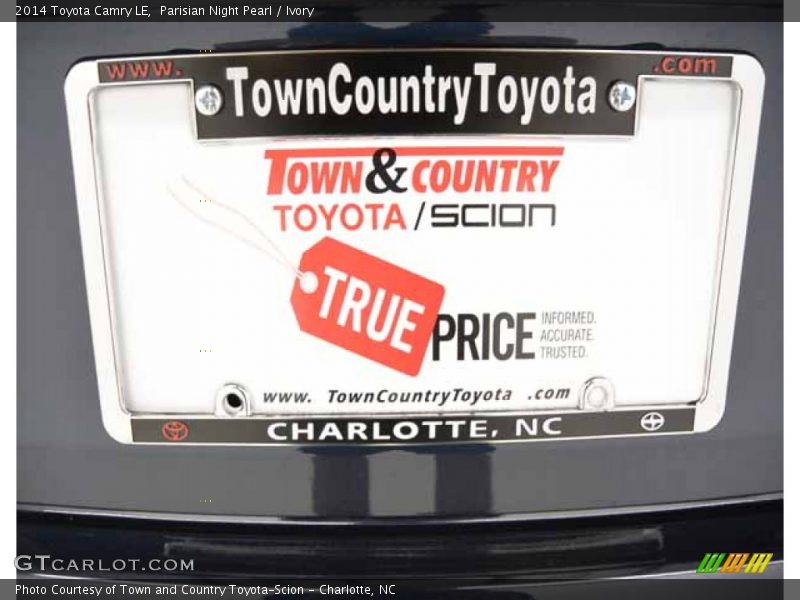 2014 Toyota Camry LE, Parisian Night Pearl / Ivory
www. .com
TownCountryToyota
TOWN & COUNTRY
TOYOTA / SCION
TRUE
PRICE
INFORMED.
ACCURATE.
TRUSTED.
www. TownCountryToyota .com
CHARLOTTE, NC
GTcarlot.com
Photo Courtesy of Town and Country Toyota-Scion - Charlotte, NC